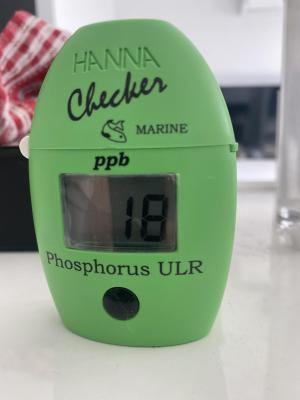 HANNA
Checker
MARINE
ppb
18
Phosphorus ULR